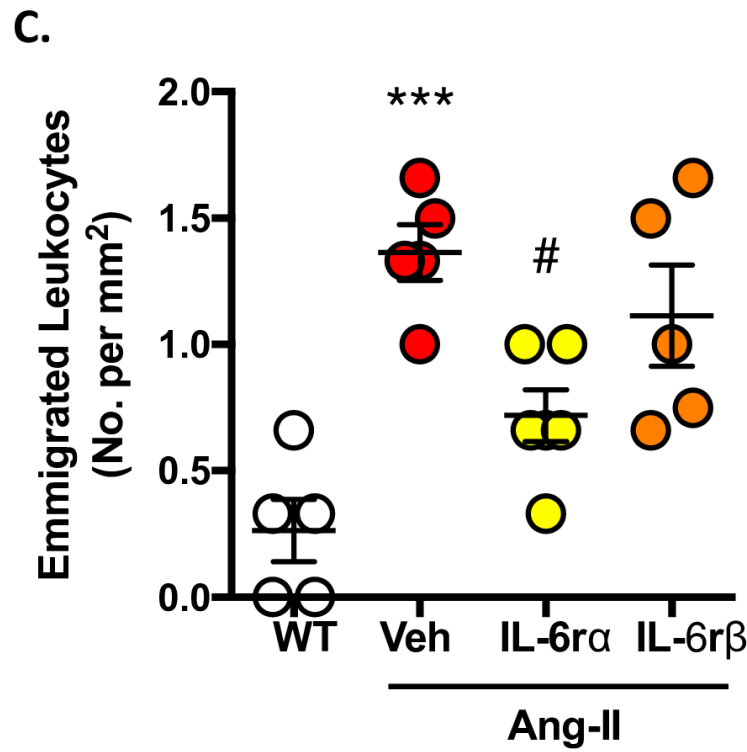 C.
Emmigrated Leukocytes
(No. per mm²)
2.0
1.5
1.0
0.5
0.0
***
#
WT Veh IL-6rα IL-6rβ
Ang-II